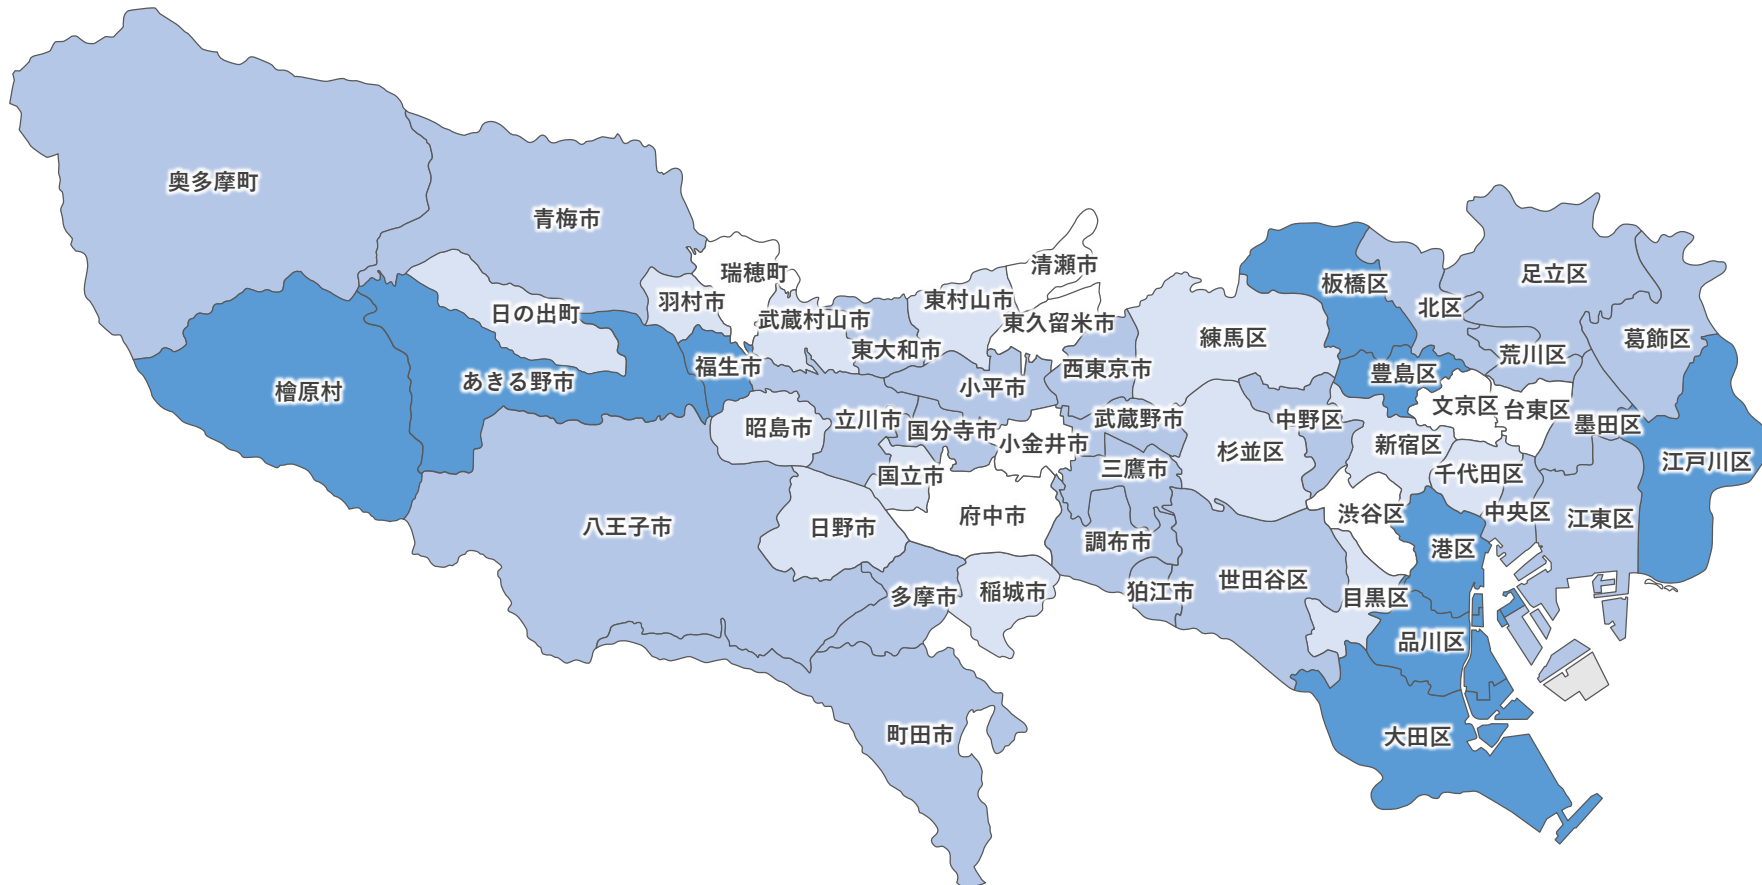 奥多摩町
青梅市
瑞穂町
清瀬市
羽村市
日の出町
武蔵村山市
東村山市
東久留米市
東大和市
檜原村
あきる野市
福生市
小平市
西東京市
練馬区
板橋区
北区
足立区
荒川区
葛飾区
豊島区
文京区
台東区
墨田区
昭島市
立川市
国分寺市
小金井市
武蔵野市
中野区
新宿区
杉並区
三鷹市
千代田区
江戸川区
国立市
八王子市
日野市
府中市
調布市
渋谷区
中央区
江東区
港区
多摩市
稲城市
狛江市
世田谷区
目黒区
品川区
町田市
大田区